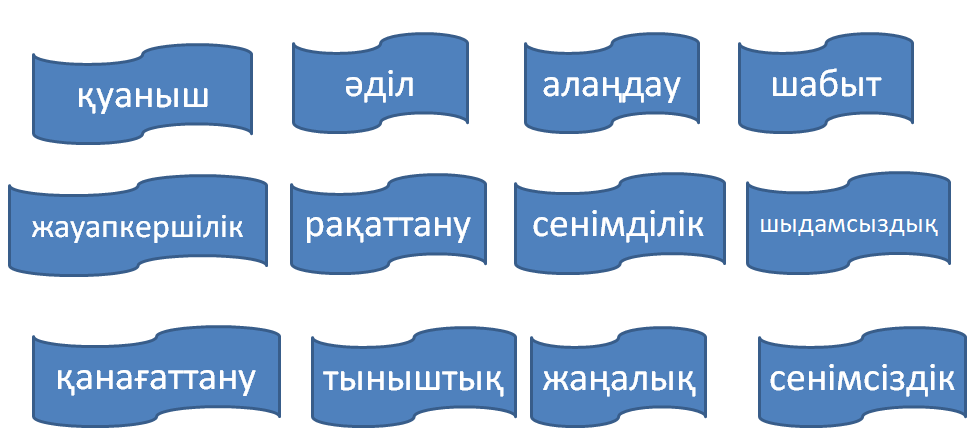 қуаныш
әділ
алаңдау
шабыт
жауапкершілік
рақаттану
сенімділік
шыдамсыздық
қанағаттану
тыныштық
жаңалық
сенімсіздік